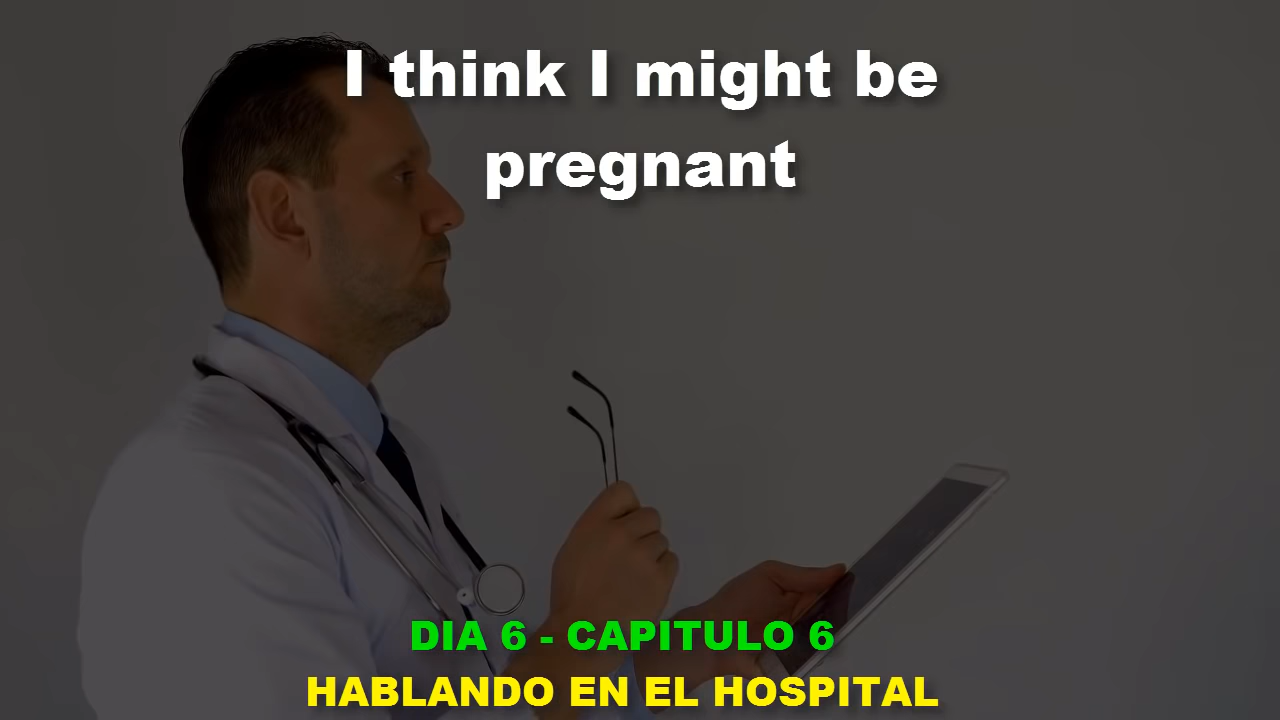 I think I might be
pregnant
DIA 6 - CAPITULO 6
HABLANDO EN EL HOSPITAL